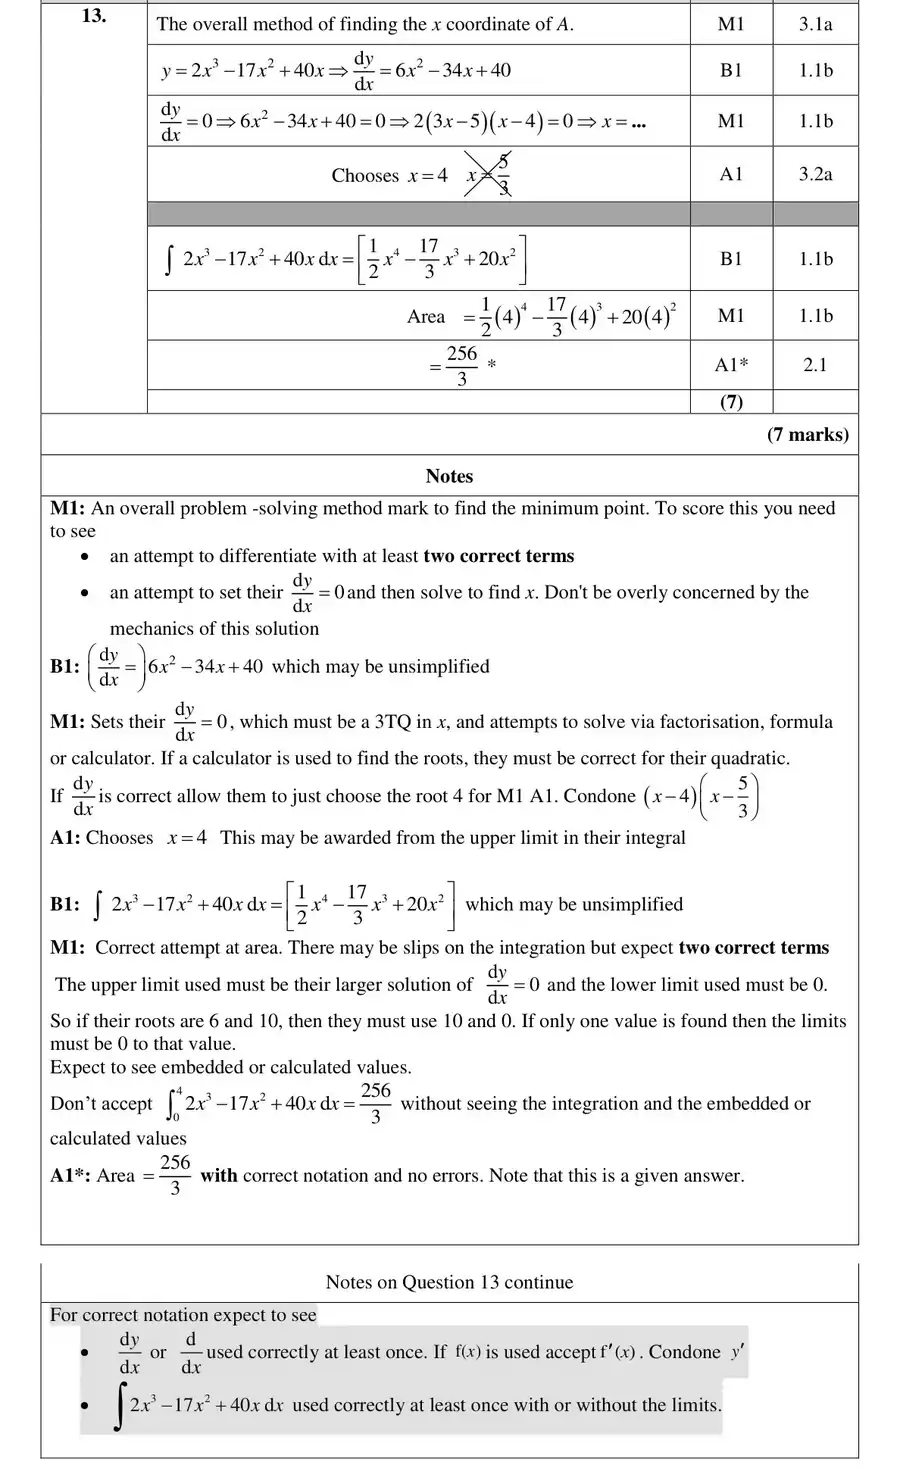 13. The overall method of finding the x coordinate of A. M1 3.1a
y = 2x³ − 17x² + 40x ⇒ dy/dx = 6x² − 34x + 40 B1 1.1b
dy/dx = 0 ⇒ 6x² − 34x + 40 = 0 ⇒ 2(3x − 5)(x − 4) = 0 ⇒ x = ... M1 1.1b
Chooses x = 4 x = 5/3 A1 3.2a
∫ 2x³ − 17x² + 40x dx = [1/2 x⁴ − 17/3 x³ + 20x²] B1 1.1b
Area = 1/2 (4)⁴ − 17/3 (4)³ + 20(4)² M1 1.1b
= 256/3 * A1* 2.1
(7)
(7 marks)
Notes
M1: An overall problem -solving method mark to find the minimum point. To score this you need
to see
• an attempt to differentiate with at least two correct terms
• an attempt to set their dy/dx = 0 and then solve to find x. Don't be overly concerned by the
mechanics of this solution
B1: (dy/dx =) 6x² − 34x + 40 which may be unsimplified
M1: Sets their dy/dx = 0, which must be a 3TQ in x, and attempts to solve via factorisation, formula
or calculator. If a calculator is used to find the roots, they must be correct for their quadratic.
If dy/dx is correct allow them to just choose the root 4 for M1 A1. Condone (x − 4)(x − 5/3)
A1: Chooses x = 4 This may be awarded from the upper limit in their integral
B1: ∫ 2x³ − 17x² + 40x dx = [1/2 x⁴ − 17/3 x³ + 20x²] which may be unsimplified
M1: Correct attempt at area. There may be slips on the integration but expect two correct terms
The upper limit used must be their larger solution of dy/dx = 0 and the lower limit used must be 0.
So if their roots are 6 and 10, then they must use 10 and 0. If only one value is found then the limits
must be 0 to that value.
Expect to see embedded or calculated values.
Don’t accept ∫₀⁴ 2x³ − 17x² + 40x dx = 256/3 without seeing the integration and the embedded or
calculated values
A1*: Area = 256/3 with correct notation and no errors. Note that this is a given answer.
Notes on Question 13 continue
For correct notation expect to see
• dy/dx or d/dx used correctly at least once. If f(x) is used accept f′(x) . Condone y′
• ∫ 2x³ − 17x² + 40x dx used correctly at least once with or without the limits.